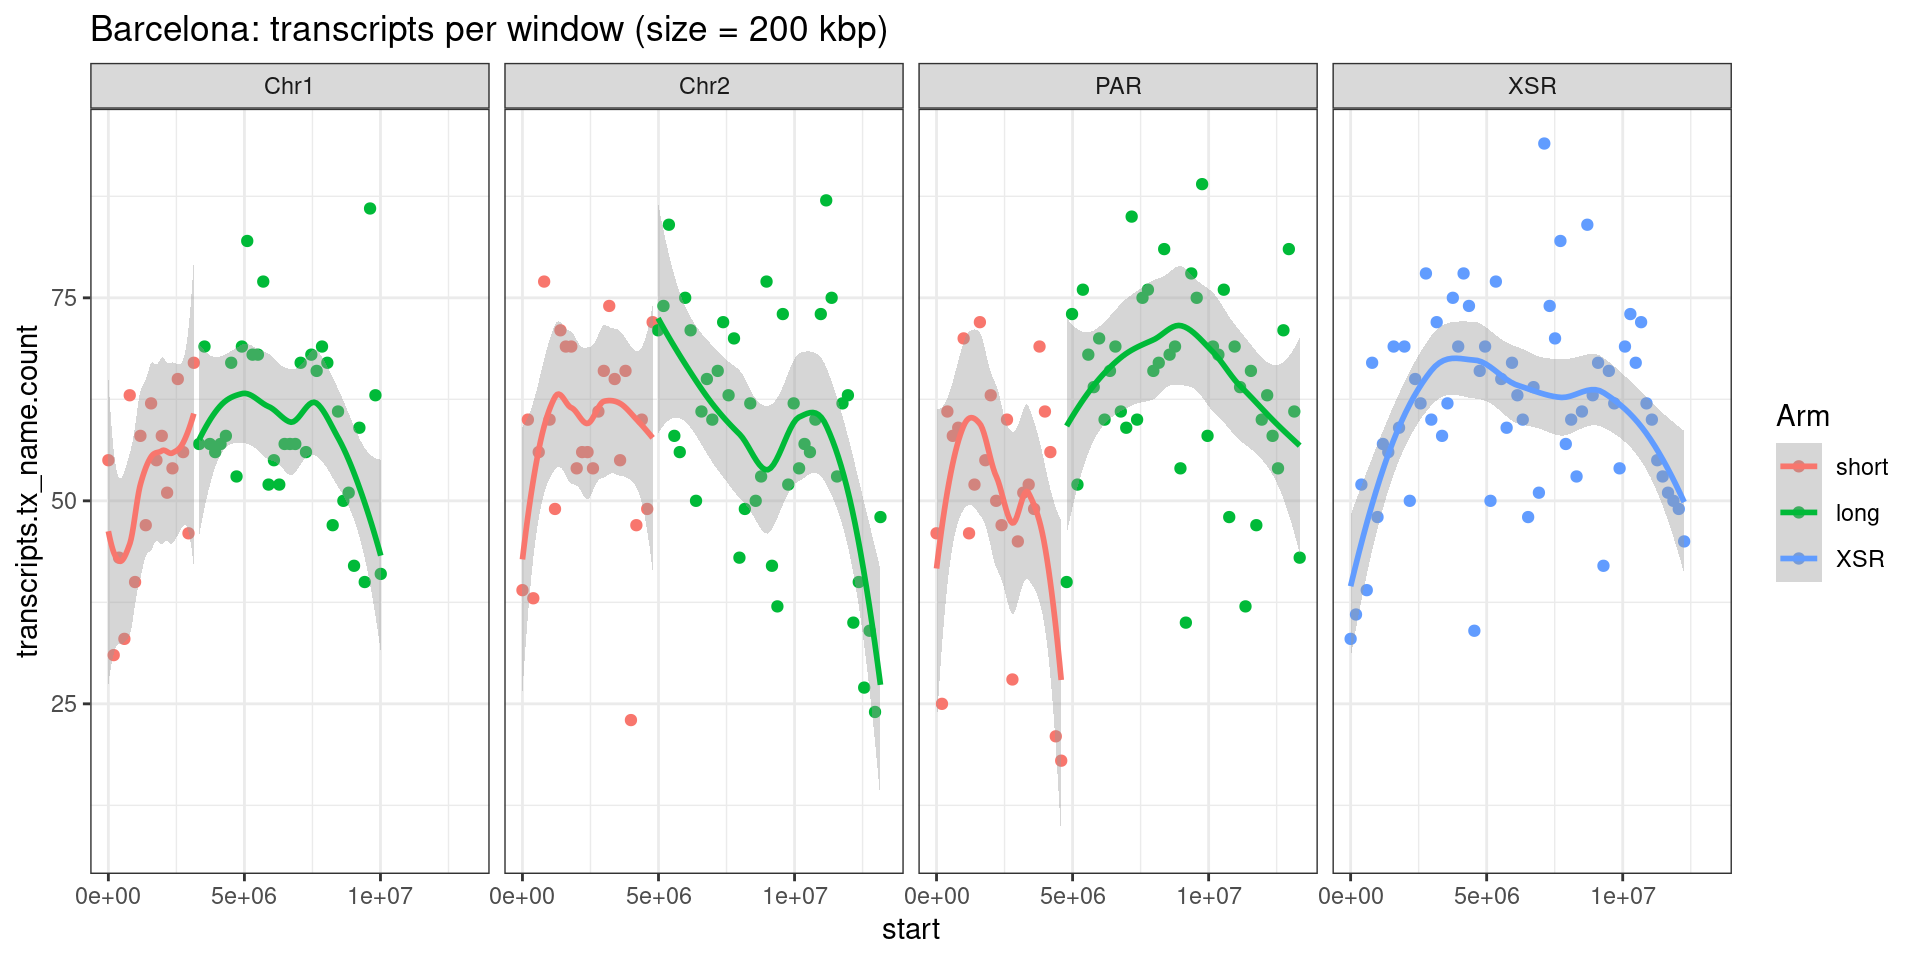 Barcelona: transcripts per window (size = 200 kbp)
Chr1 Chr2 PAR XSR
transcripts.tx_name.count
75
50
25
0e+00 5e+06 1e+07 0e+00 5e+06 1e+07 0e+00 5e+06 1e+07 0e+00 5e+06 1e+07
start
Arm
short
long
XSR